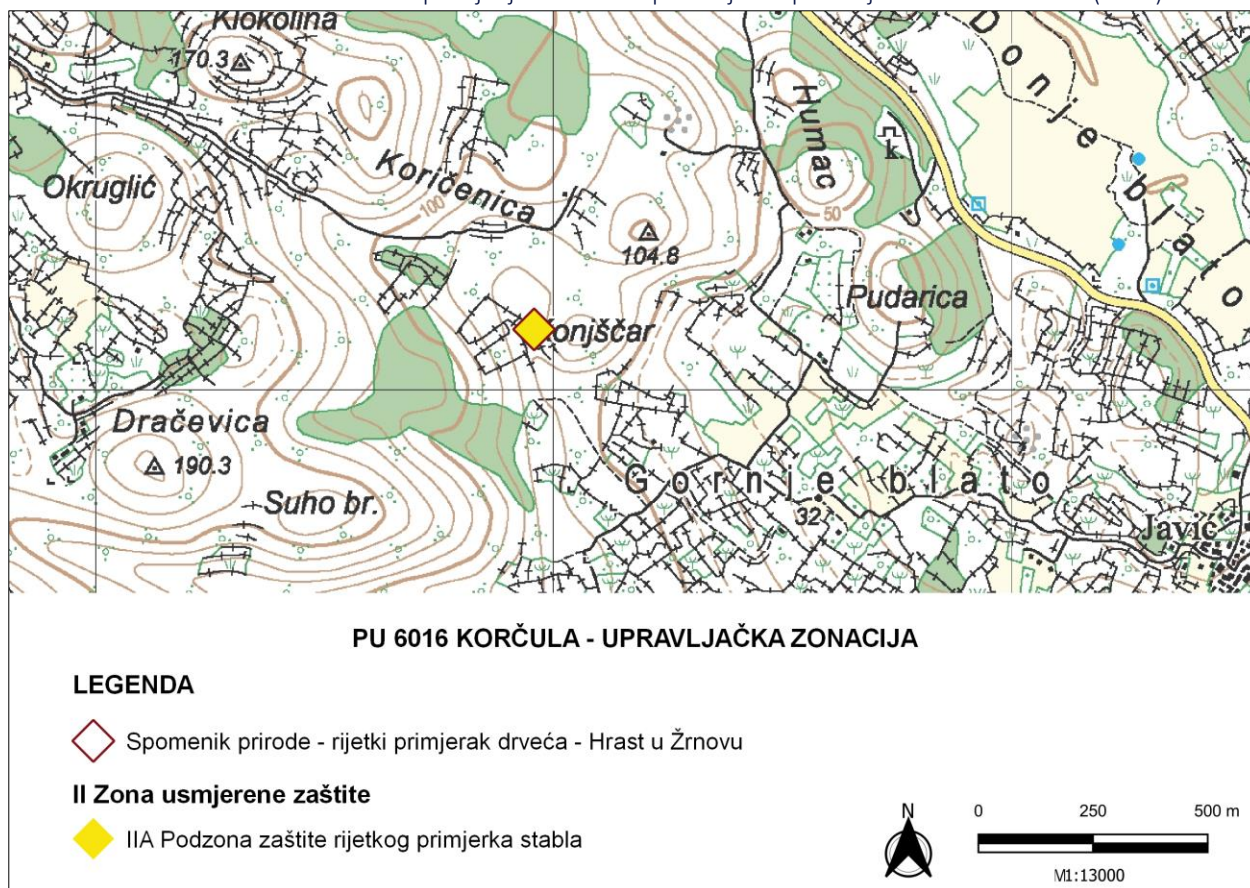 Klokolina
170.3
Okruglić
Koričenica
100
Humac
k
Donje blato
50
104.8
Pudarica
onjščar
Dračevica
190.3
Suho br.
Gornje blato
32
Javić
PU 6016 KORČULA - UPRAVLJAČKA ZONACIJA
LEGENDA
Spomenik prirode - rijetki primjerak drveća - Hrast u Žrnovu
II Zona usmjerene zaštite
IIA Podzona zaštite rijetkog primjerka stabla
N
0 250 500 m
M1:13000